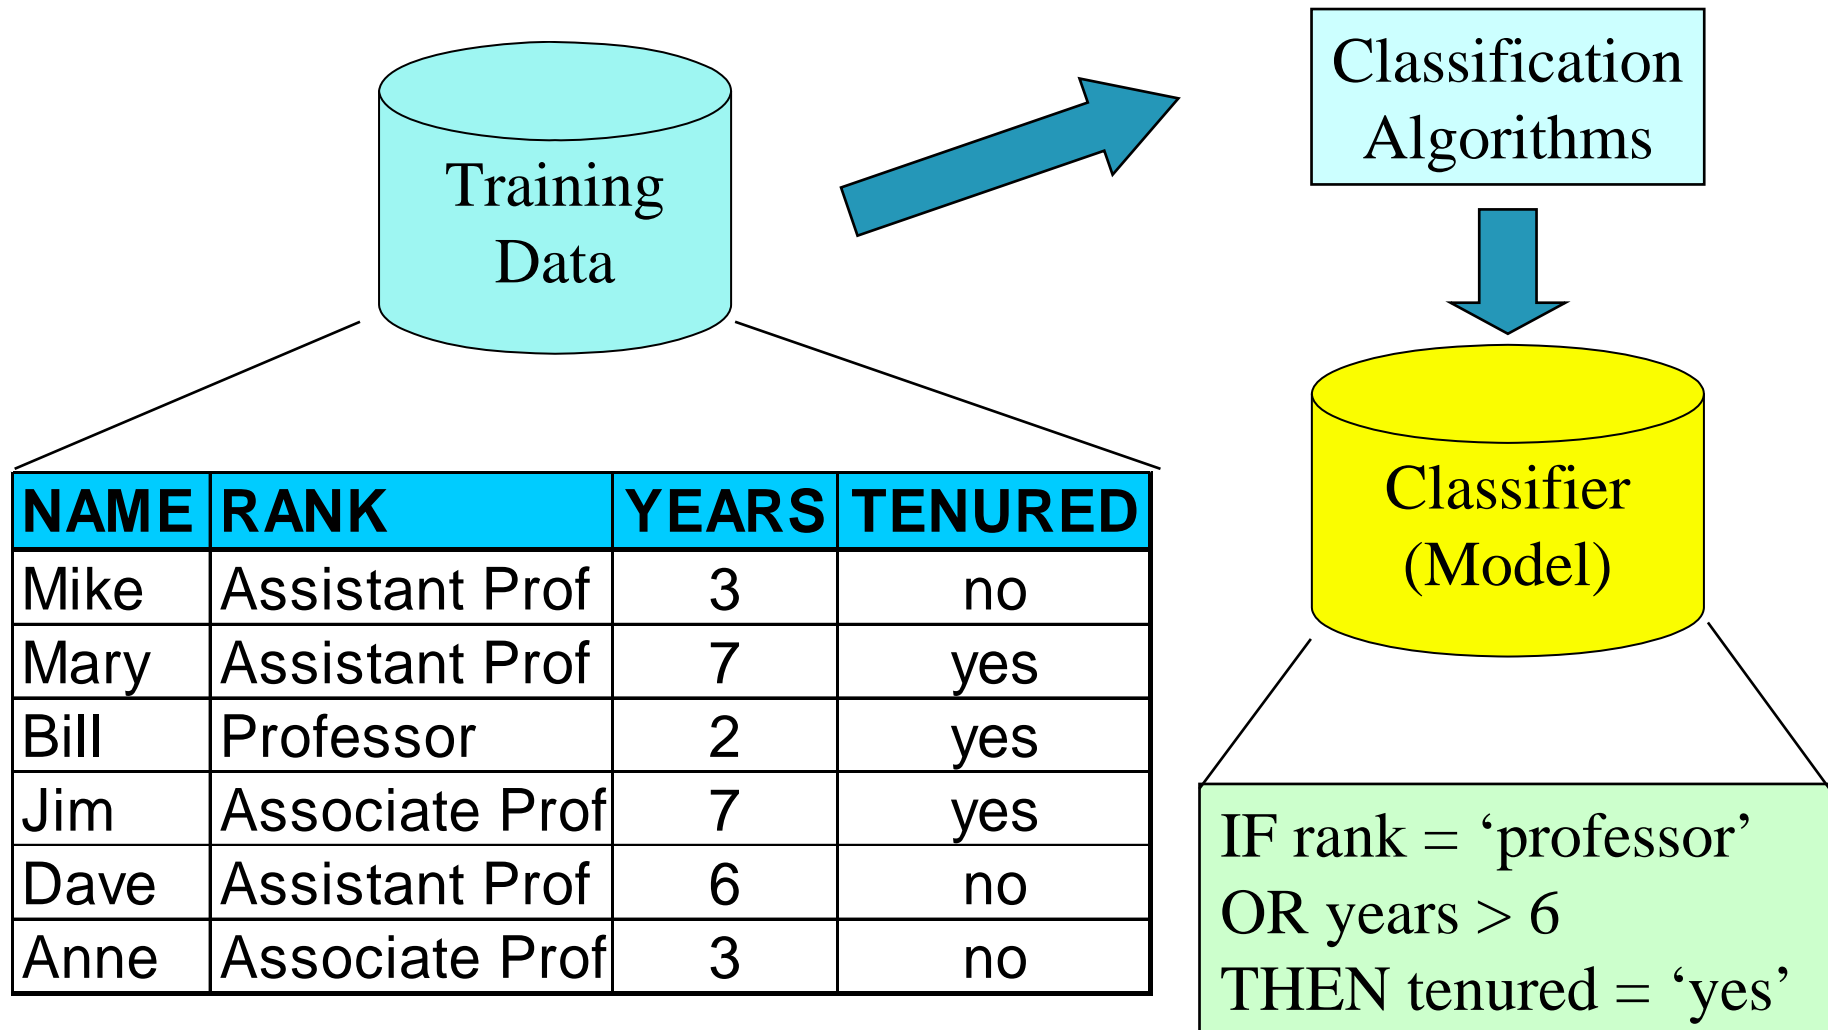 Training
Data
Classification
Algorithms
NAME RANK YEARS TENURED
Mike Assistant Prof 3 no
Mary Assistant Prof 7 yes
Bill Professor 2 yes
Jim Associate Prof 7 yes
Dave Assistant Prof 6 no
Anne Associate Prof 3 no
Classifier
(Model)
IF rank = ‘professor’
OR years > 6
THEN tenured = ‘yes’